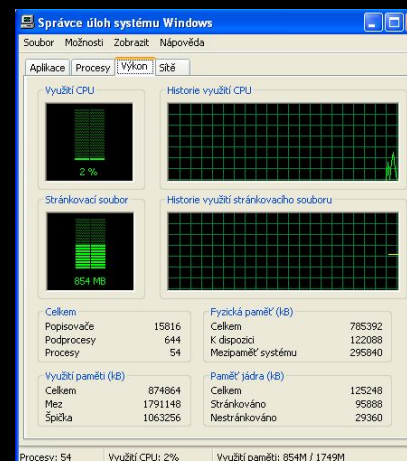 Správce úloh systému Windows
Soubor Možnosti Zobrazit Nápověda
Aplikace Procesy Výkon Sítě
Využití CPU
2 %
Historie využití CPU
Stránkovací soubor
854 MB
Historie využití stránkovacího souboru
Celkem
Popisovače 15816
Podprocesy 644
Procesy 54
Fyzická paměť (kB)
Celkem 785392
K dispozici 122088
Mezipaměť systému 295840
Využití paměti (kB)
Celkem 874864
Mez 1791148
Špička 1063256
Paměť jádra (kB)
Celkem 125248
Stránkováno 95888
Nestránkováno 29360
Procesy: 54 Využití CPU: 2% Využití paměti: 854M / 1749M